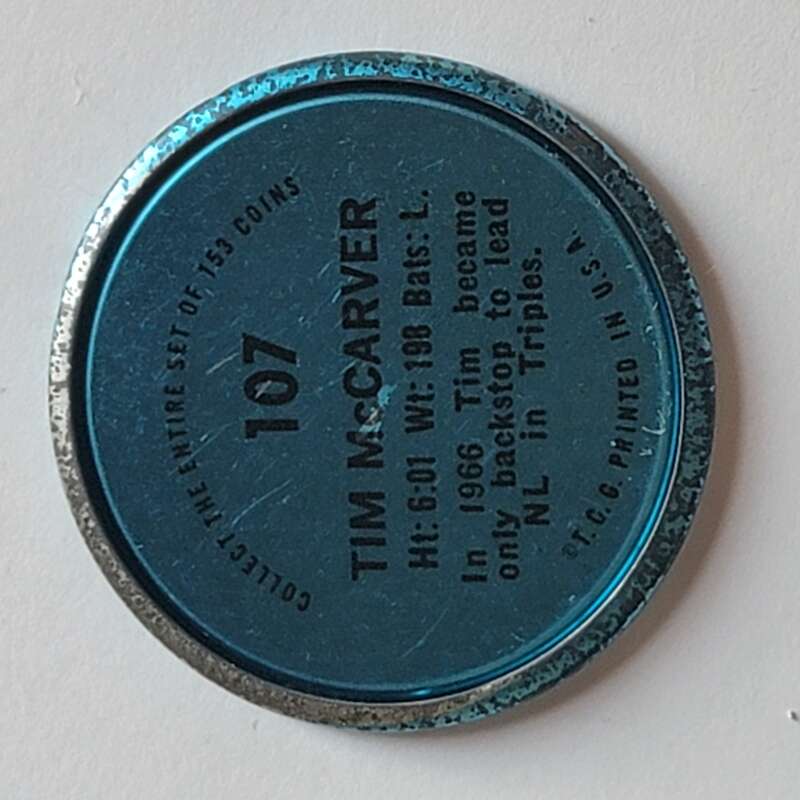 COLLECT THE ENTIRE SET OF 153 COINS
107
TIM McCARVER
Ht: 6:01 Wt: 198 Bats: L.
In 1966 Tim became
only backstop to lead
NL in Triples.
©T.C.G. PRINTED IN U.S.A.